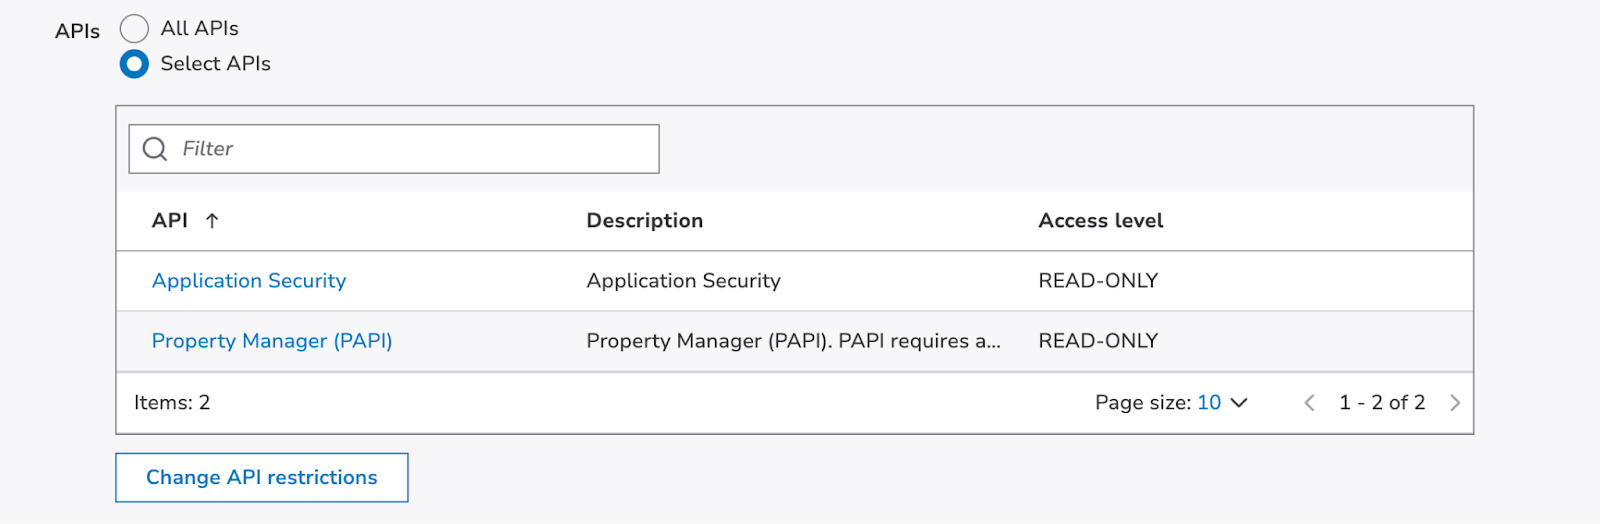 APIs
All APIs
Select APIs
Filter
API ↑ Description Access level
Application Security Application Security READ-ONLY
Property Manager (PAPI) Property Manager (PAPI). PAPI requires a... READ-ONLY
Items: 2 Page size: 10 1 - 2 of 2
Change API restrictions